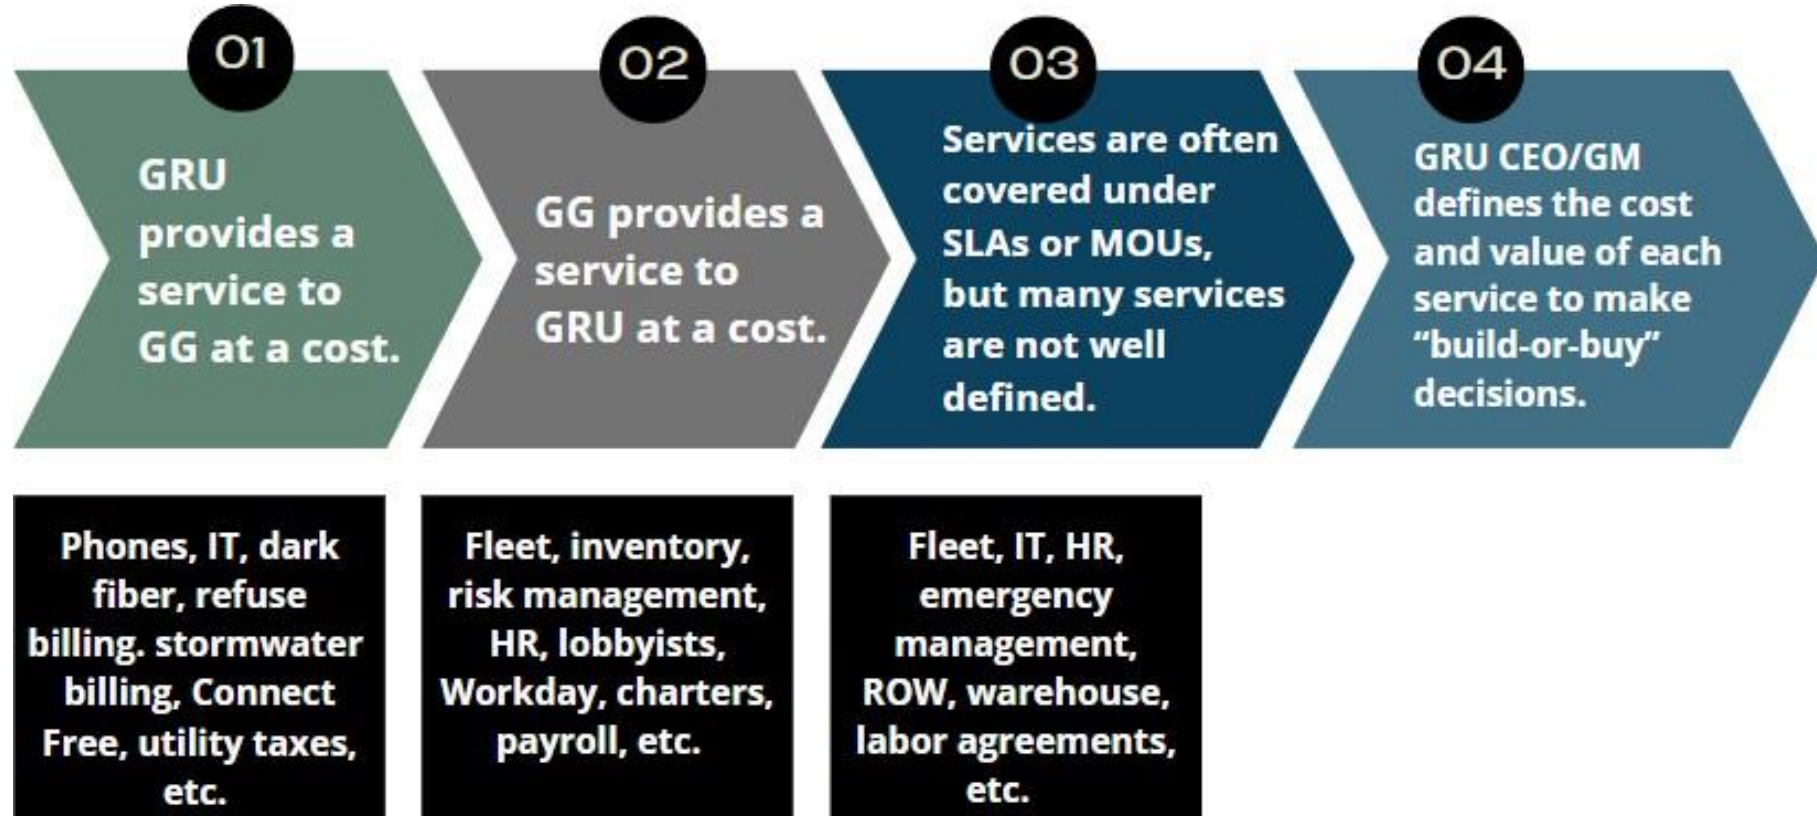 01
GRU
provides a
service to
GG at a cost.
02
GG provides a
service to
GRU at a cost.
03
Services are often
covered under
SLAs or MOUs,
but many services
are not well
defined.
04
GRU CEO/GM
defines the cost
and value of each
service to make
“build-or-buy”
decisions.
Phones, IT, dark
fiber, refuse
billing. stormwater
billing, Connect
Free, utility taxes,
etc.
Fleet, inventory,
risk management,
HR, lobbyists,
Workday, charters,
payroll, etc.
Fleet, IT, HR,
emergency
management,
ROW, warehouse,
labor agreements,
etc.